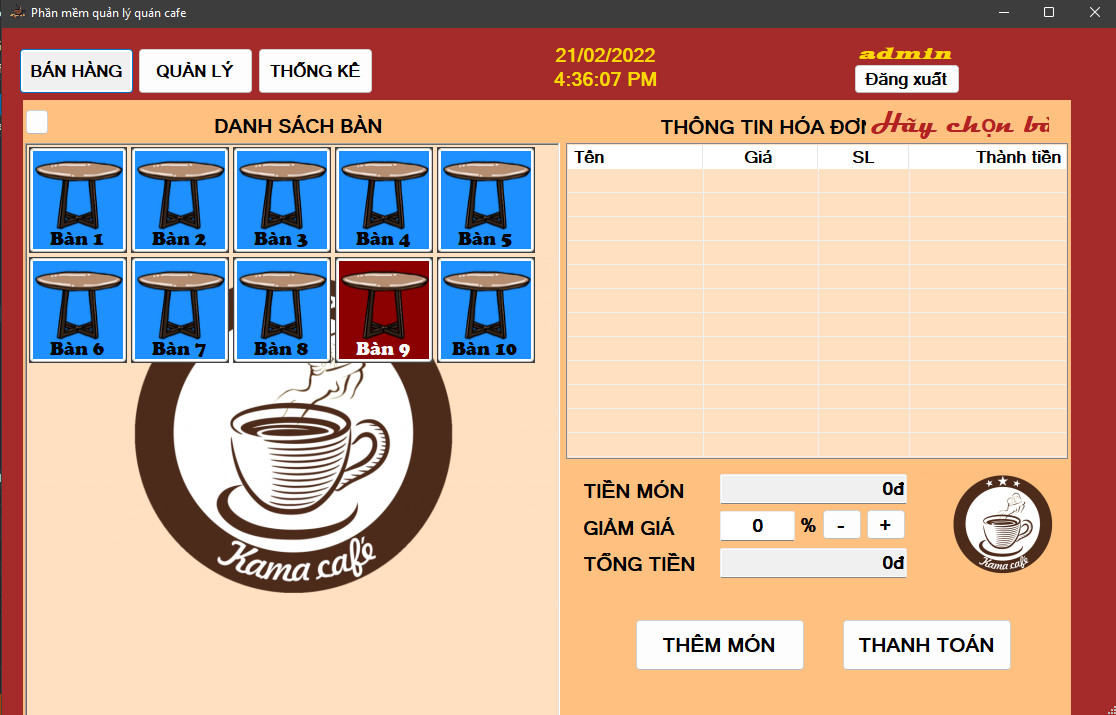 Phần mềm quản lý quán cafe
BÁN HÀNG
QUẢN LÝ
THỐNG KÊ
21/02/2022
4:36:07 PM
admin
Đăng xuất
DANH SÁCH BÀN
THÔNG TIN HÓA ĐƠN
Hãy chọn bà
Tên Giá SL Thành tiền
Bàn 1 Bàn 2 Bàn 3 Bàn 4 Bàn 5
Bàn 6 Bàn 7 Bàn 8 Bàn 9 Bàn 10
Kama café
TIỀN MÓN 0đ
GIẢM GIÁ 0 % - +
TỔNG TIỀN 0đ
Kama café
THÊM MÓN
THANH TOÁN